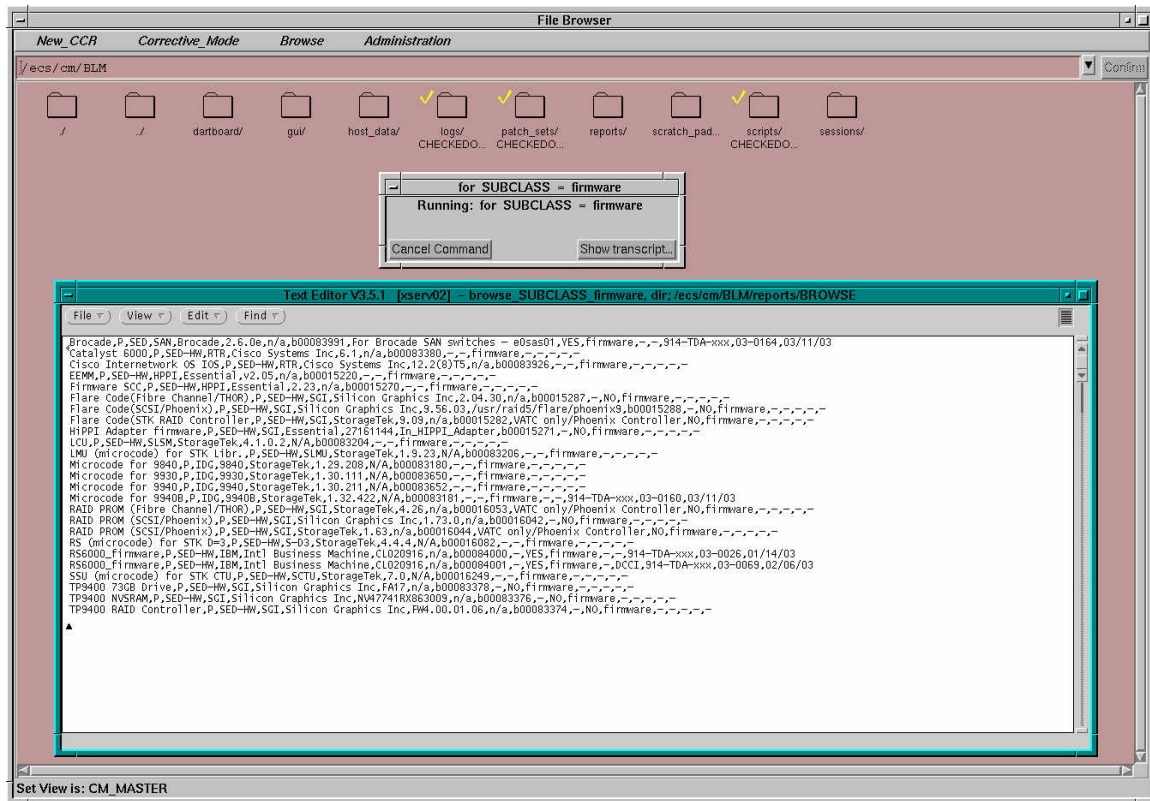 File Browser
New_CCR Corrective_Mode Browse Administration
/ecs/cm/BLM Confirm
./ ../ dartboard/ gui/ host_data/ logs/ patch_sets/ reports/ scratch_pad... scripts/ sessions/
CHECKEDO... CHECKEDO... CHECKEDO...
for SUBCLASS = firmware
Running: for SUBCLASS = firmware
Cancel Command Show transcript...
Text Editor V3.5.1 [xserv02] - browse_SUBCLASS_firmware, dir; /ecs/cm/BLM/reports/BROWSE
File View Edit Find
Brocade,P,SED,SAN,Brocade,2.6.0e,n/a,b00083991,For Brocade SAN switches - e0sas01,YES,firmware,-,-,914-TDA-xxx,03-0164,03/11/03
Catalyst 6000,P,SED-HW,RTR,Cisco Systems Inc,6.1,n/a,b00083380,-,-,firmware,-,-,-,-,-
Cisco Internetwork OS IOS,P,SED-HW,RTR,Cisco Systems Inc,12.2(8)T5,n/a,b00083926,-,-,firmware,-,-,-,-,-
EEMM,P,SED-HW,HPPI,Essential,v2.05,n/a,b00015220,-,-,firmware,-,-,-,-,-
Firmware SCC,P,SED-HW,HPPI,Essential,2.23,n/a,b00015270,-,-,firmware,-,-,-,-,-
Flare Code(Fibre Channel/THOR),P,SED-HW,SGI,Silicon Graphics Inc,2.04.30,n/a,b00015287,-,NO,firmware,-,-,-,-,-
Flare Code(SCSI/Phoenix),P,SED-HW,SGI,Silicon Graphics Inc,9.56.03,/usr/raid5/flare/phoenix9,b00015288,-,NO,firmware,-,-,-,-,-
Flare Code(STK RAID Controller,P,SED-HW,SGI,StorageTek,9.09,n/a,b00015282,VATC only/Phoenix Controller,NO,firmware,-,-,-,-,-
HiPPI Adapter firmware,P,SED-HW,SGI,Essential,27161144,In_HIPPI_Adapter,b00015271,-,NO,firmware,-,-,-,-,-
LCU,P,SED-HW,SLSM,StorageTek,4.1.0.2,N/A,b00083204,-,-,firmware,-,-,-,-,-
LMU (microcode) for STK Libr.,P,SED-HW,SLMU,StorageTek,1.9.23,N/A,b00083206,-,-,firmware,-,-,-,-,-
Microcode for 9840,P,IDG,9840,StorageTek,1.29.208,N/A,b00083180,-,-,firmware,-,-,-,-,-
Microcode for 9930,P,IDG,9930,StorageTek,1.30.111,N/A,b00083650,-,-,firmware,-,-,-,-,-
Microcode for 9940,P,IDG,9940,StorageTek,1.30.211,N/A,b00083652,-,-,firmware,-,-,-,-,-
Microcode for 9940B,P,IDG,9940B,StorageTek,1.32.422,N/A,b00083181,-,-,firmware,-,-,914-TDA-xxx,03-0160,03/11/03
RAID PROM (Fibre Channel/THOR),P,SED-HW,SGI,StorageTek,4.26,n/a,b00016053,VATC only/Phoenix Controller,NO,firmware,-,-,-,-,-
RAID PROM (SCSI/Phoenix),P,SED-HW,SGI,Silicon Graphics Inc,1.73.0,n/a,b00016042,-,NO,firmware,-,-,-,-,-
RAID PROM (SCSI/Phoenix),P,SED-HW,SGI,StorageTek,1.63,n/a,b00016044,VATC only/Phoenix Controller,NO,firmware,-,-,-,-,-
RS (microcode) for STK D=3,P,SED-HW,S-D3,StorageTek,4.4.4,N/A,b00016082,-,-,firmware,-,-,-,-,-
RS6000_firmware,P,SED-HW,IBM,Intl Business Machine,CL020916,n/a,b00084000,-,YES,firmware,-,-,914-TDA-xxx,03-0026,01/14/03
RS6000_firmware,P,SED-HW,IBM,Intl Business Machine,CL020916,n/a,b00084001,-,YES,firmware,-,DCCI,914-TDA-xxx,03-0069,02/06/03
SSU (microcode) for STK CTU,P,SED-HW,SCTU,StorageTek,7.0,N/A,b00016249,-,-,firmware,-,-,-,-,-
TP9400 73GB Drive,P,SED-HW,SGI,Silicon Graphics Inc,FA17,n/a,b00083378,-,NO,firmware,-,-,-,-,-
TP9400 NVSRAM,P,SED-HW,SGI,Silicon Graphics Inc,NV47741RX863009,n/a,b00083376,-,NO,firmware,-,-,-,-,-
TP9400 RAID Controller,P,SED-HW,SGI,Silicon Graphics Inc,FW4.00.01.06,n/a,b00083374,-,NO,firmware,-,-,-,-,-
Set View is: CM_MASTER